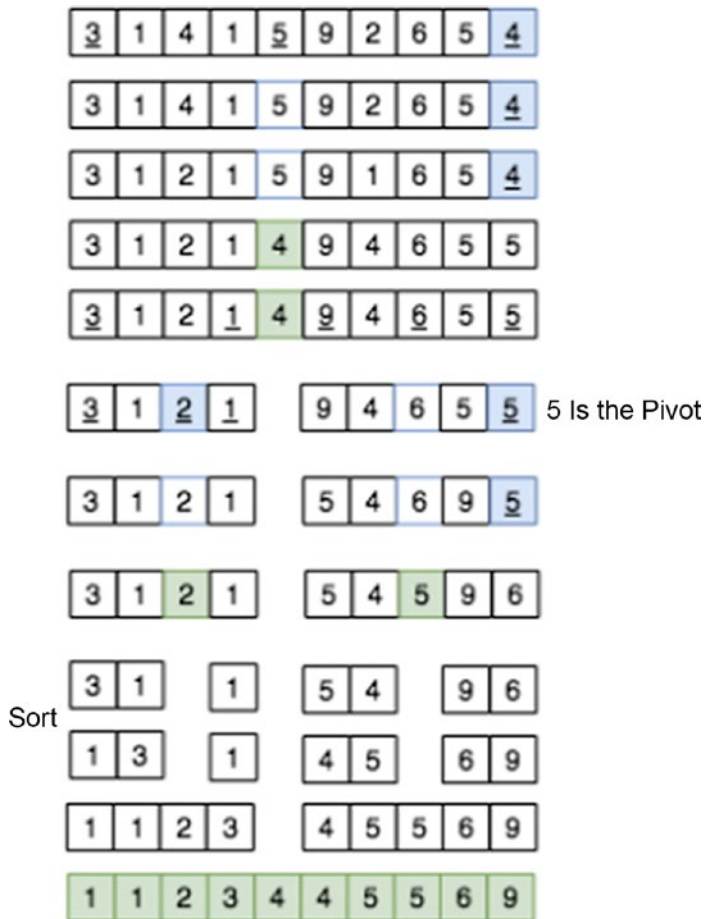 3 1 4 1 5 9 2 6 5 4
3 1 4 1 5 9 2 6 5 4
3 1 2 1 5 9 1 6 5 4
3 1 2 1 4 9 4 6 5 5
3 1 2 1 4 9 4 6 5 5
3 1 2 1 9 4 6 5 5 5 Is the Pivot
3 1 2 1 5 4 6 9 5
3 1 2 1 5 4 5 9 6
3 1 1 5 4 9 6
Sort
1 3 1 4 5 6 9
1 1 2 3 4 5 5 6 9
1 1 2 3 4 4 5 5 6 9